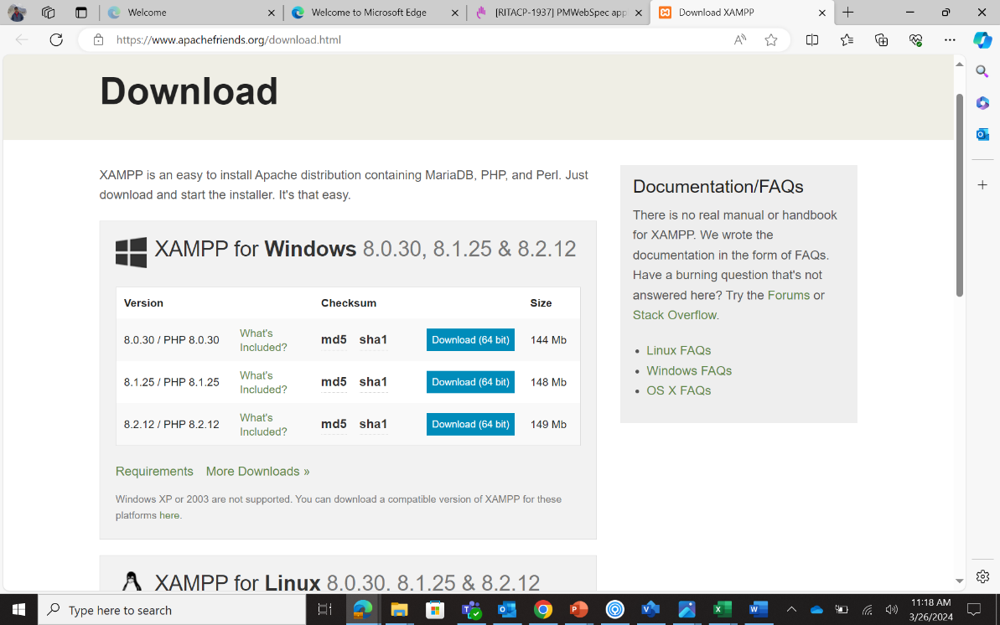 Welcome
Welcome to Microsoft Edge
[RITACP-1937] PMWebSpec app
Download XAMPP
https://www.apachefriends.org/download.html
Download
XAMPP is an easy to install Apache distribution containing MariaDB, PHP, and Perl. Just
download and start the installer. It's that easy.
XAMPP for Windows 8.0.30, 8.1.25 & 8.2.12
Version Checksum Size
8.0.30 / PHP 8.0.30 What's Included? md5 sha1 Download (64 bit) 144 Mb
8.1.25 / PHP 8.1.25 What's Included? md5 sha1 Download (64 bit) 148 Mb
8.2.12 / PHP 8.2.12 What's Included? md5 sha1 Download (64 bit) 149 Mb
Requirements More Downloads »
Windows XP or 2003 are not supported. You can download a compatible version of XAMPP for these
platforms here.
XAMPP for Linux 8.0.30, 8.1.25 & 8.2.12
Documentation/FAQs
There is no real manual or handbook
for XAMPP. We wrote the
documentation in the form of FAQs.
Have a burning question that's not
answered here? Try the Forums or
Stack Overflow.
• Linux FAQs
• Windows FAQs
• OS X FAQs
Type here to search
11:18 AM
3/26/2024